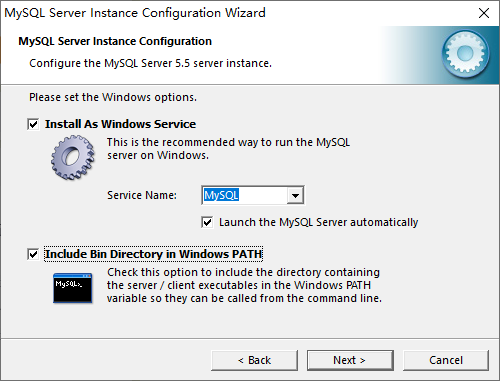 MySQL Server Instance Configuration Wizard
MySQL Server Instance Configuration
Configure the MySQL Server 5.5 server instance.
Please set the Windows options.
Install As Windows Service
This is the recommended way to run the MySQL
server on Windows.
Service Name: MySQL
Launch the MySQL Server automatically
Include Bin Directory in Windows PATH
MySQL>_
Check this option to include the directory containing
the server / client executables in the Windows PATH
variable so they can be called from the command line.
< Back Next > Cancel